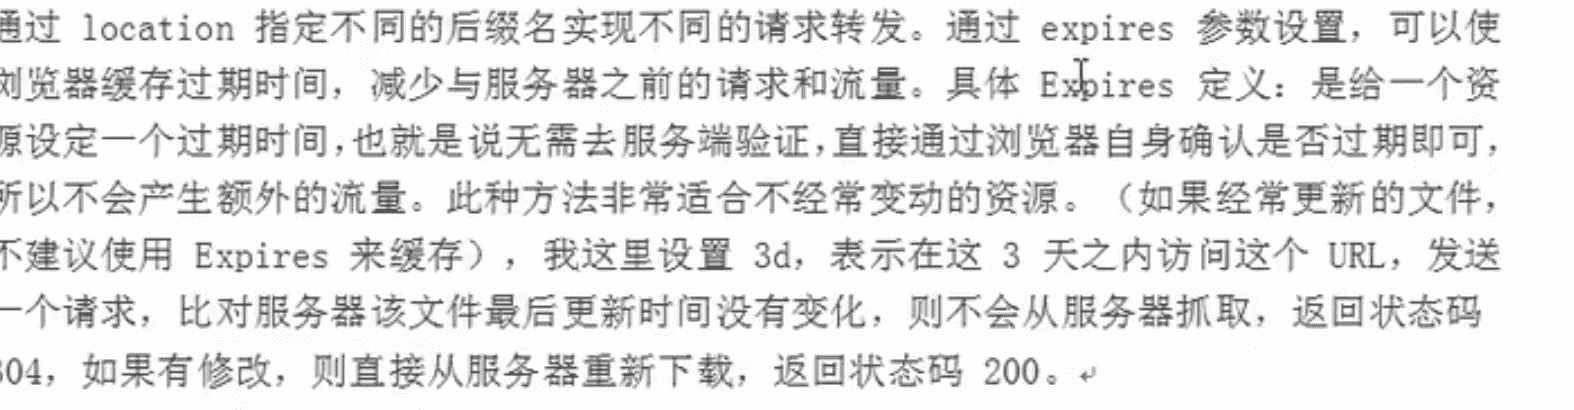 通过 location 指定不同的后缀名实现不同的请求转发。通过 expires 参数设置，可以使
浏览器缓存过期时间，减少与服务器之前的请求和流量。具体 Expires 定义：是给一个资
源设定一个过期时间,也就是说无需去服务端验证,直接通过浏览器自身确认是否过期即可,
所以不会产生额外的流量。此种方法非常适合不经常变动的资源。（如果经常更新的文件，
不建议使用 Expires 来缓存），我这里设置 3d，表示在这 3 天之内访问这个 URL，发送
一个请求，比对服务器该文件最后更新时间没有变化，则不会从服务器抓取，返回状态码
304，如果有修改，则直接从服务器重新下载，返回状态码 200。